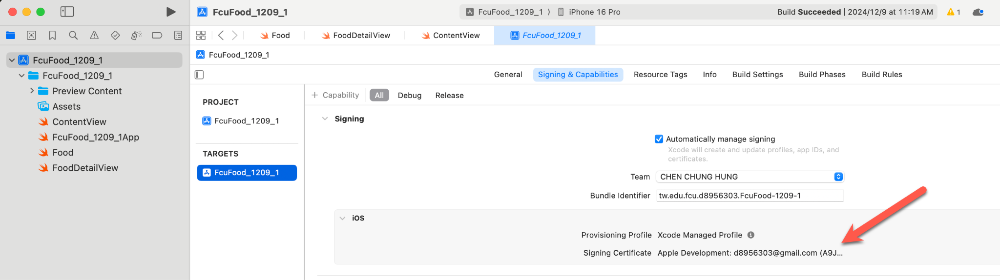 FcuFood_1209_1
FcuFood_1209_1 〉 iPhone 16 Pro
Build Succeeded | 2024/12/9 at 11:19 AM
1
Food
FoodDetailView
ContentView
FcuFood_1209_1
FcuFood_1209_1
FcuFood_1209_1
FcuFood_1209_1
Preview Content
Assets
ContentView
FcuFood_1209_1App
Food
FoodDetailView
General
Signing & Capabilities
Resource Tags
Info
Build Settings
Build Phases
Build Rules
PROJECT
FcuFood_1209_1
TARGETS
FcuFood_1209_1
+ Capability
All
Debug
Release
Signing
Automatically manage signing
Xcode will create and update profiles, app IDs, and
certificates.
Team CHEN CHUNG HUNG
Bundle Identifier tw.edu.fcu.d8956303.FcuFood-1209-1
iOS
Provisioning Profile Xcode Managed Profile
Signing Certificate Apple Development: d8956303@gmail.com (A9J...